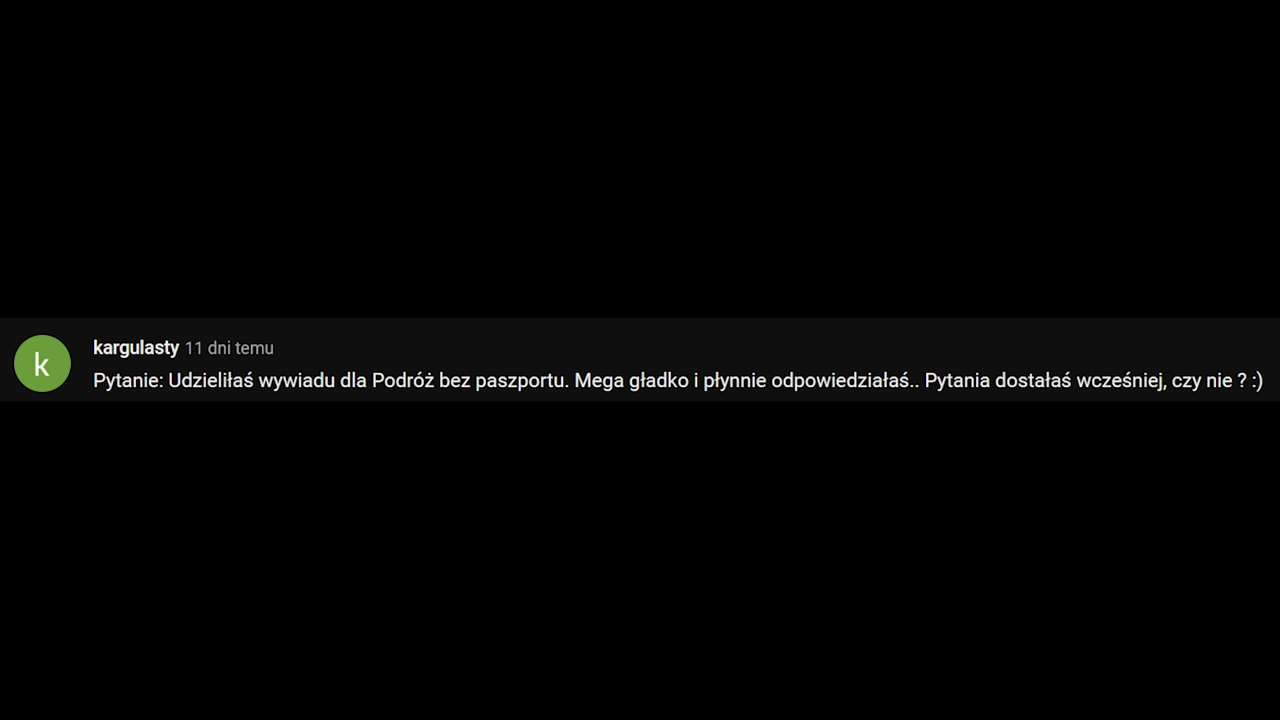 k
kargulasty 11 dni temu
Pytanie: Udzieliłaś wywiadu dla Podróż bez paszportu. Mega gładko i płynnie odpowiedziałaś.. Pytania dostałaś wcześniej, czy nie ? :)